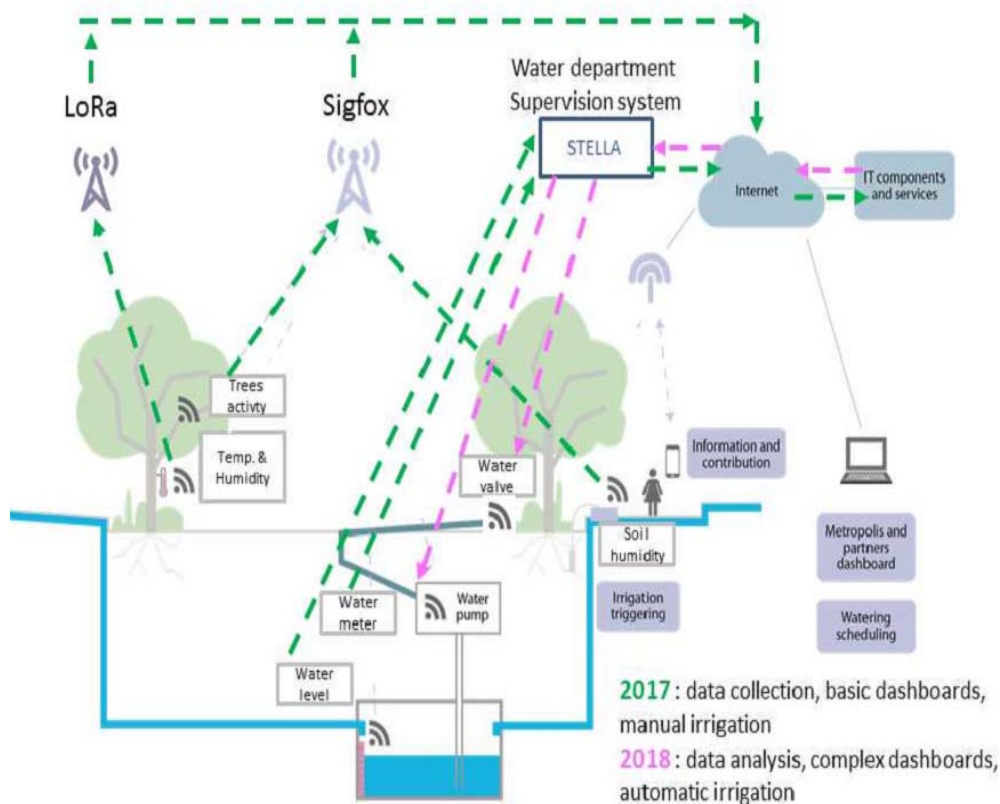 Water department
Supervision system
LoRa
Sigfox
STELLA
Internet
IT components
and services
Trees
activty
Temp. &
Humidity
Water
valve
Information and
contribution
Soil
humidity
Metropolis and
partners
dashboard
Irrigation
triggering
Water
meter
Water
pump
Watering
scheduling
Water
level
2017 : data collection, basic dashboards,
manual irrigation
2018 : data analysis, complex dashboards,
automatic irrigation